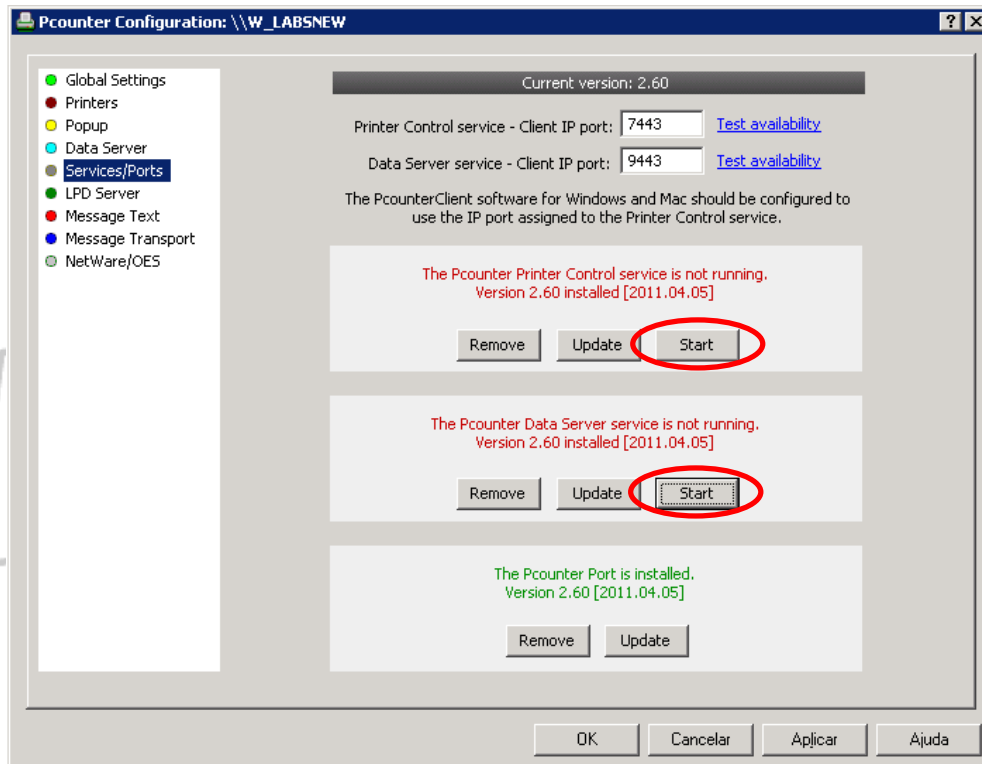 Pcounter Configuration: \\W_LABSNEW
Global Settings
Printers
Popup
Data Server
Services/Ports
LPD Server
Message Text
Message Transport
NetWare/OES
Current version: 2.60
Printer Control service - Client IP port: 7443 Test availability
Data Server service - Client IP port: 9443 Test availability
The PcounterClient software for Windows and Mac should be configured to
use the IP port assigned to the Printer Control service.
The Pcounter Printer Control service is not running.
Version 2.60 installed [2011.04.05]
Remove Update Start
The Pcounter Data Server service is not running.
Version 2.60 installed [2011.04.05]
Remove Update Start
The Pcounter Port is installed.
Version 2.60 [2011.04.05]
Remove Update
OK Cancelar Aplicar Ajuda